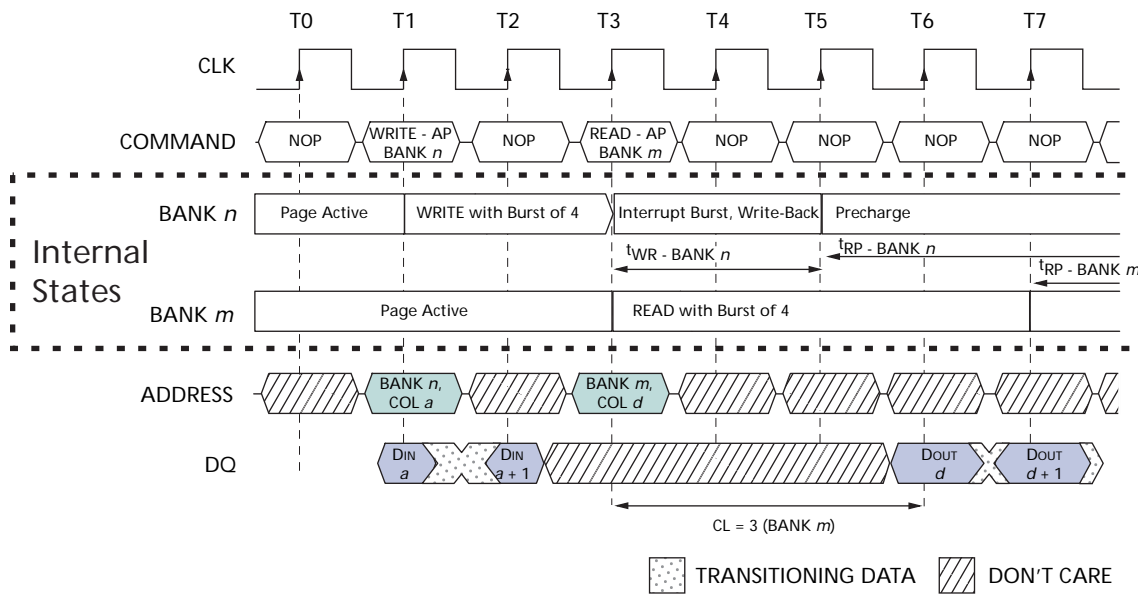 T0 T1 T2 T3 T4 T5 T6 T7
CLK
COMMAND NOP WRITE - AP BANK n NOP READ - AP BANK m NOP NOP NOP NOP
Internal States
BANK n Page Active WRITE with Burst of 4 Interrupt Burst, Write-Back Precharge
tWR - BANK n tRP - BANK n
tRP - BANK m
BANK m Page Active READ with Burst of 4
ADDRESS BANK n, COL a BANK m, COL d
DQ DIN a DIN a + 1 DOUT d DOUT d + 1
CL = 3 (BANK m)
TRANSITIONING DATA DON'T CARE